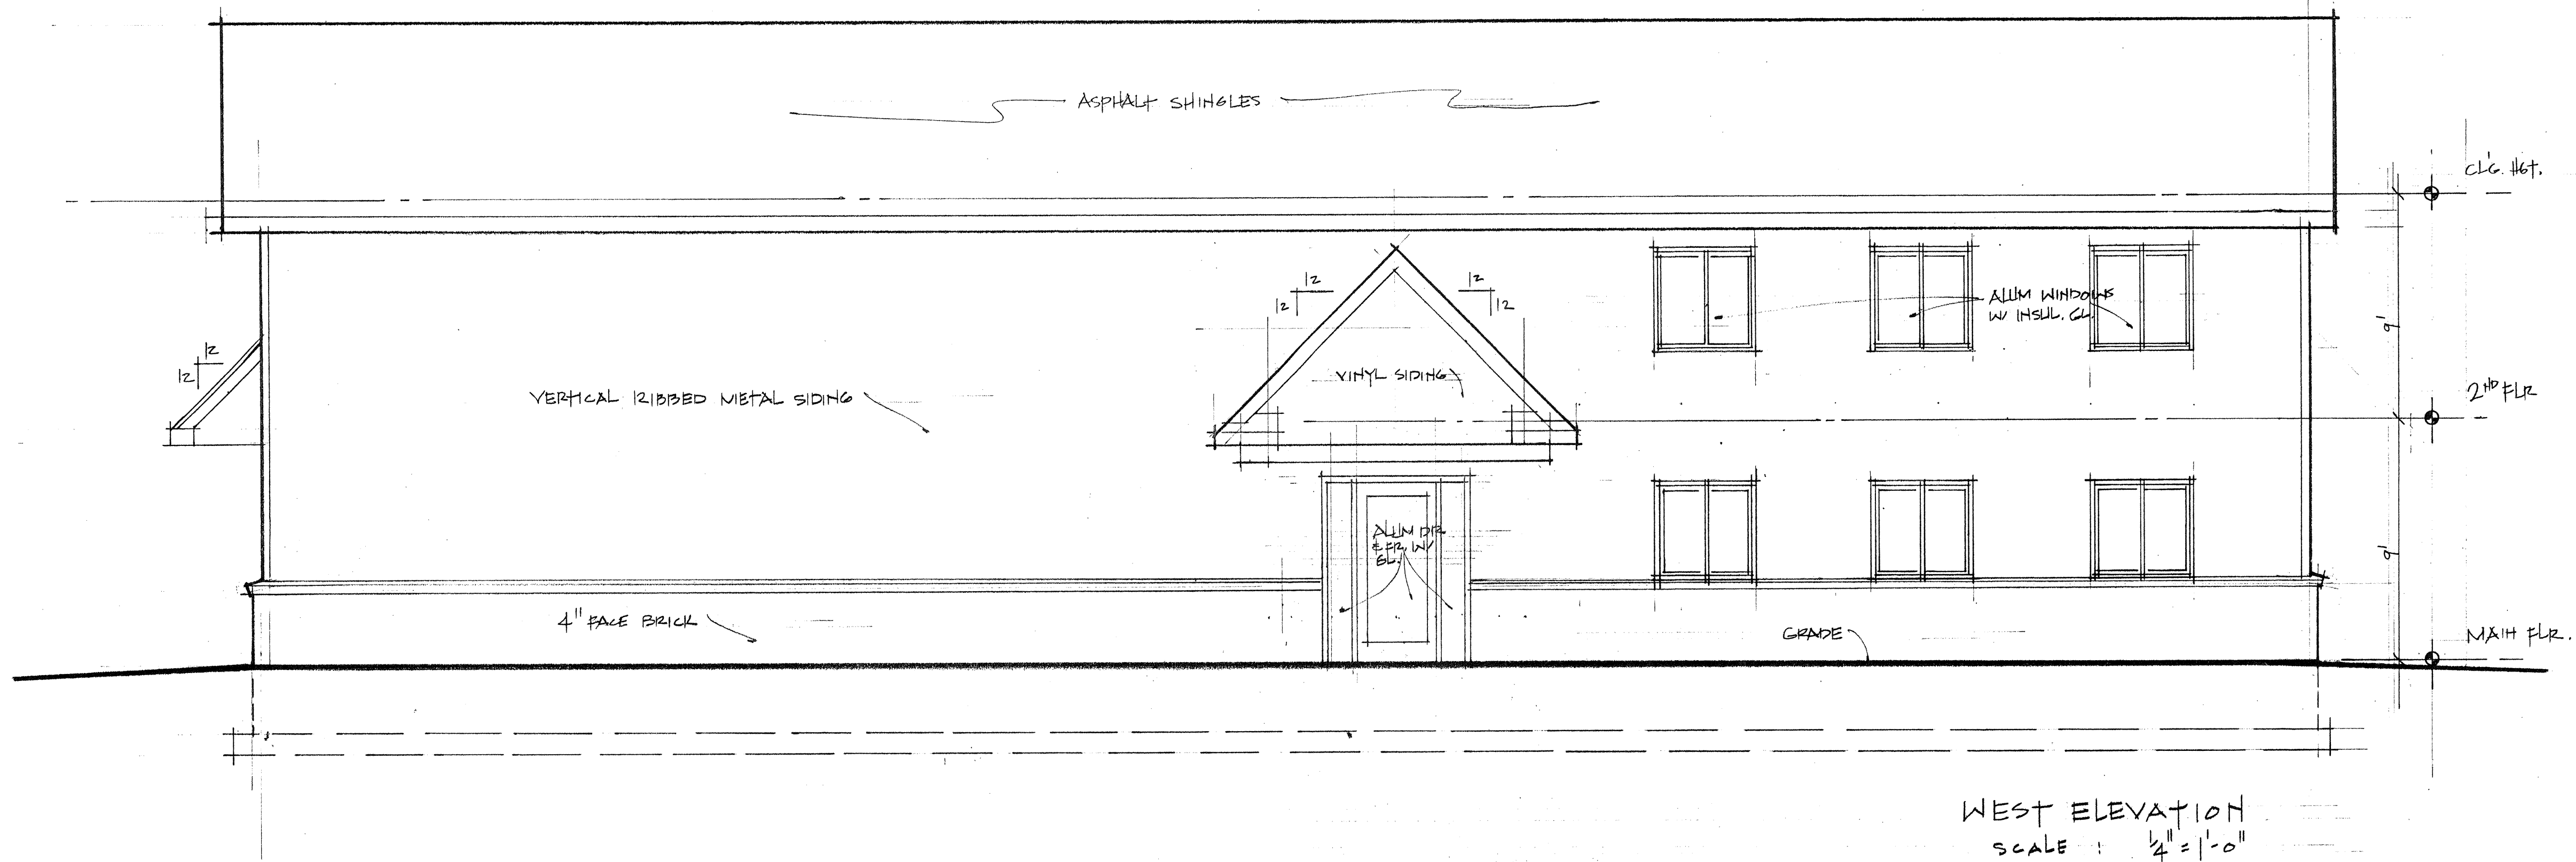 ASPHALT SHINGLES
CL'G. HGT.
12
12
12
12
ALUM WINDOWS
W/ INSUL. GL.
9'
12
12
VINYL SIDING
VERTICAL RIBBED METAL SIDING
2ND FLR
ALUM DR
& FR. W/
GL.
9'
4" FACE BRICK
GRADE
MAIN FLR.
WEST ELEVATION
SCALE : 1/4" = 1'-0"